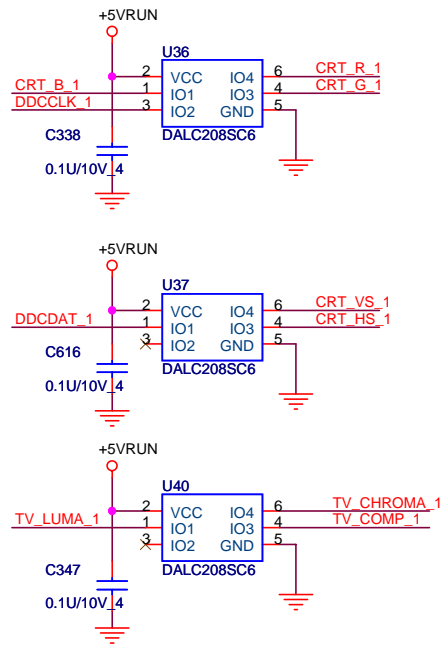 +5VRUN
U36
2 VCC IO4 6 CRT_R_1
CRT_B_1 1 IO1 IO3 4 CRT_G_1
DDCCLK_1 3 IO2 GND 5
C338 DALC208SC6
0.1U/10V_4
+5VRUN
U37
2 VCC IO4 6 CRT_VS_1
DDCDAT_1 1 IO1 IO3 4 CRT_HS_1
3 IO2 GND 5
C616 DALC208SC6
0.1U/10V_4
+5VRUN
U40
2 VCC IO4 6 TV_CHROMA_1
TV_LUMA_1 1 IO1 IO3 4 TV_COMP_1
3 IO2 GND 5
C347 DALC208SC6
0.1U/10V_4